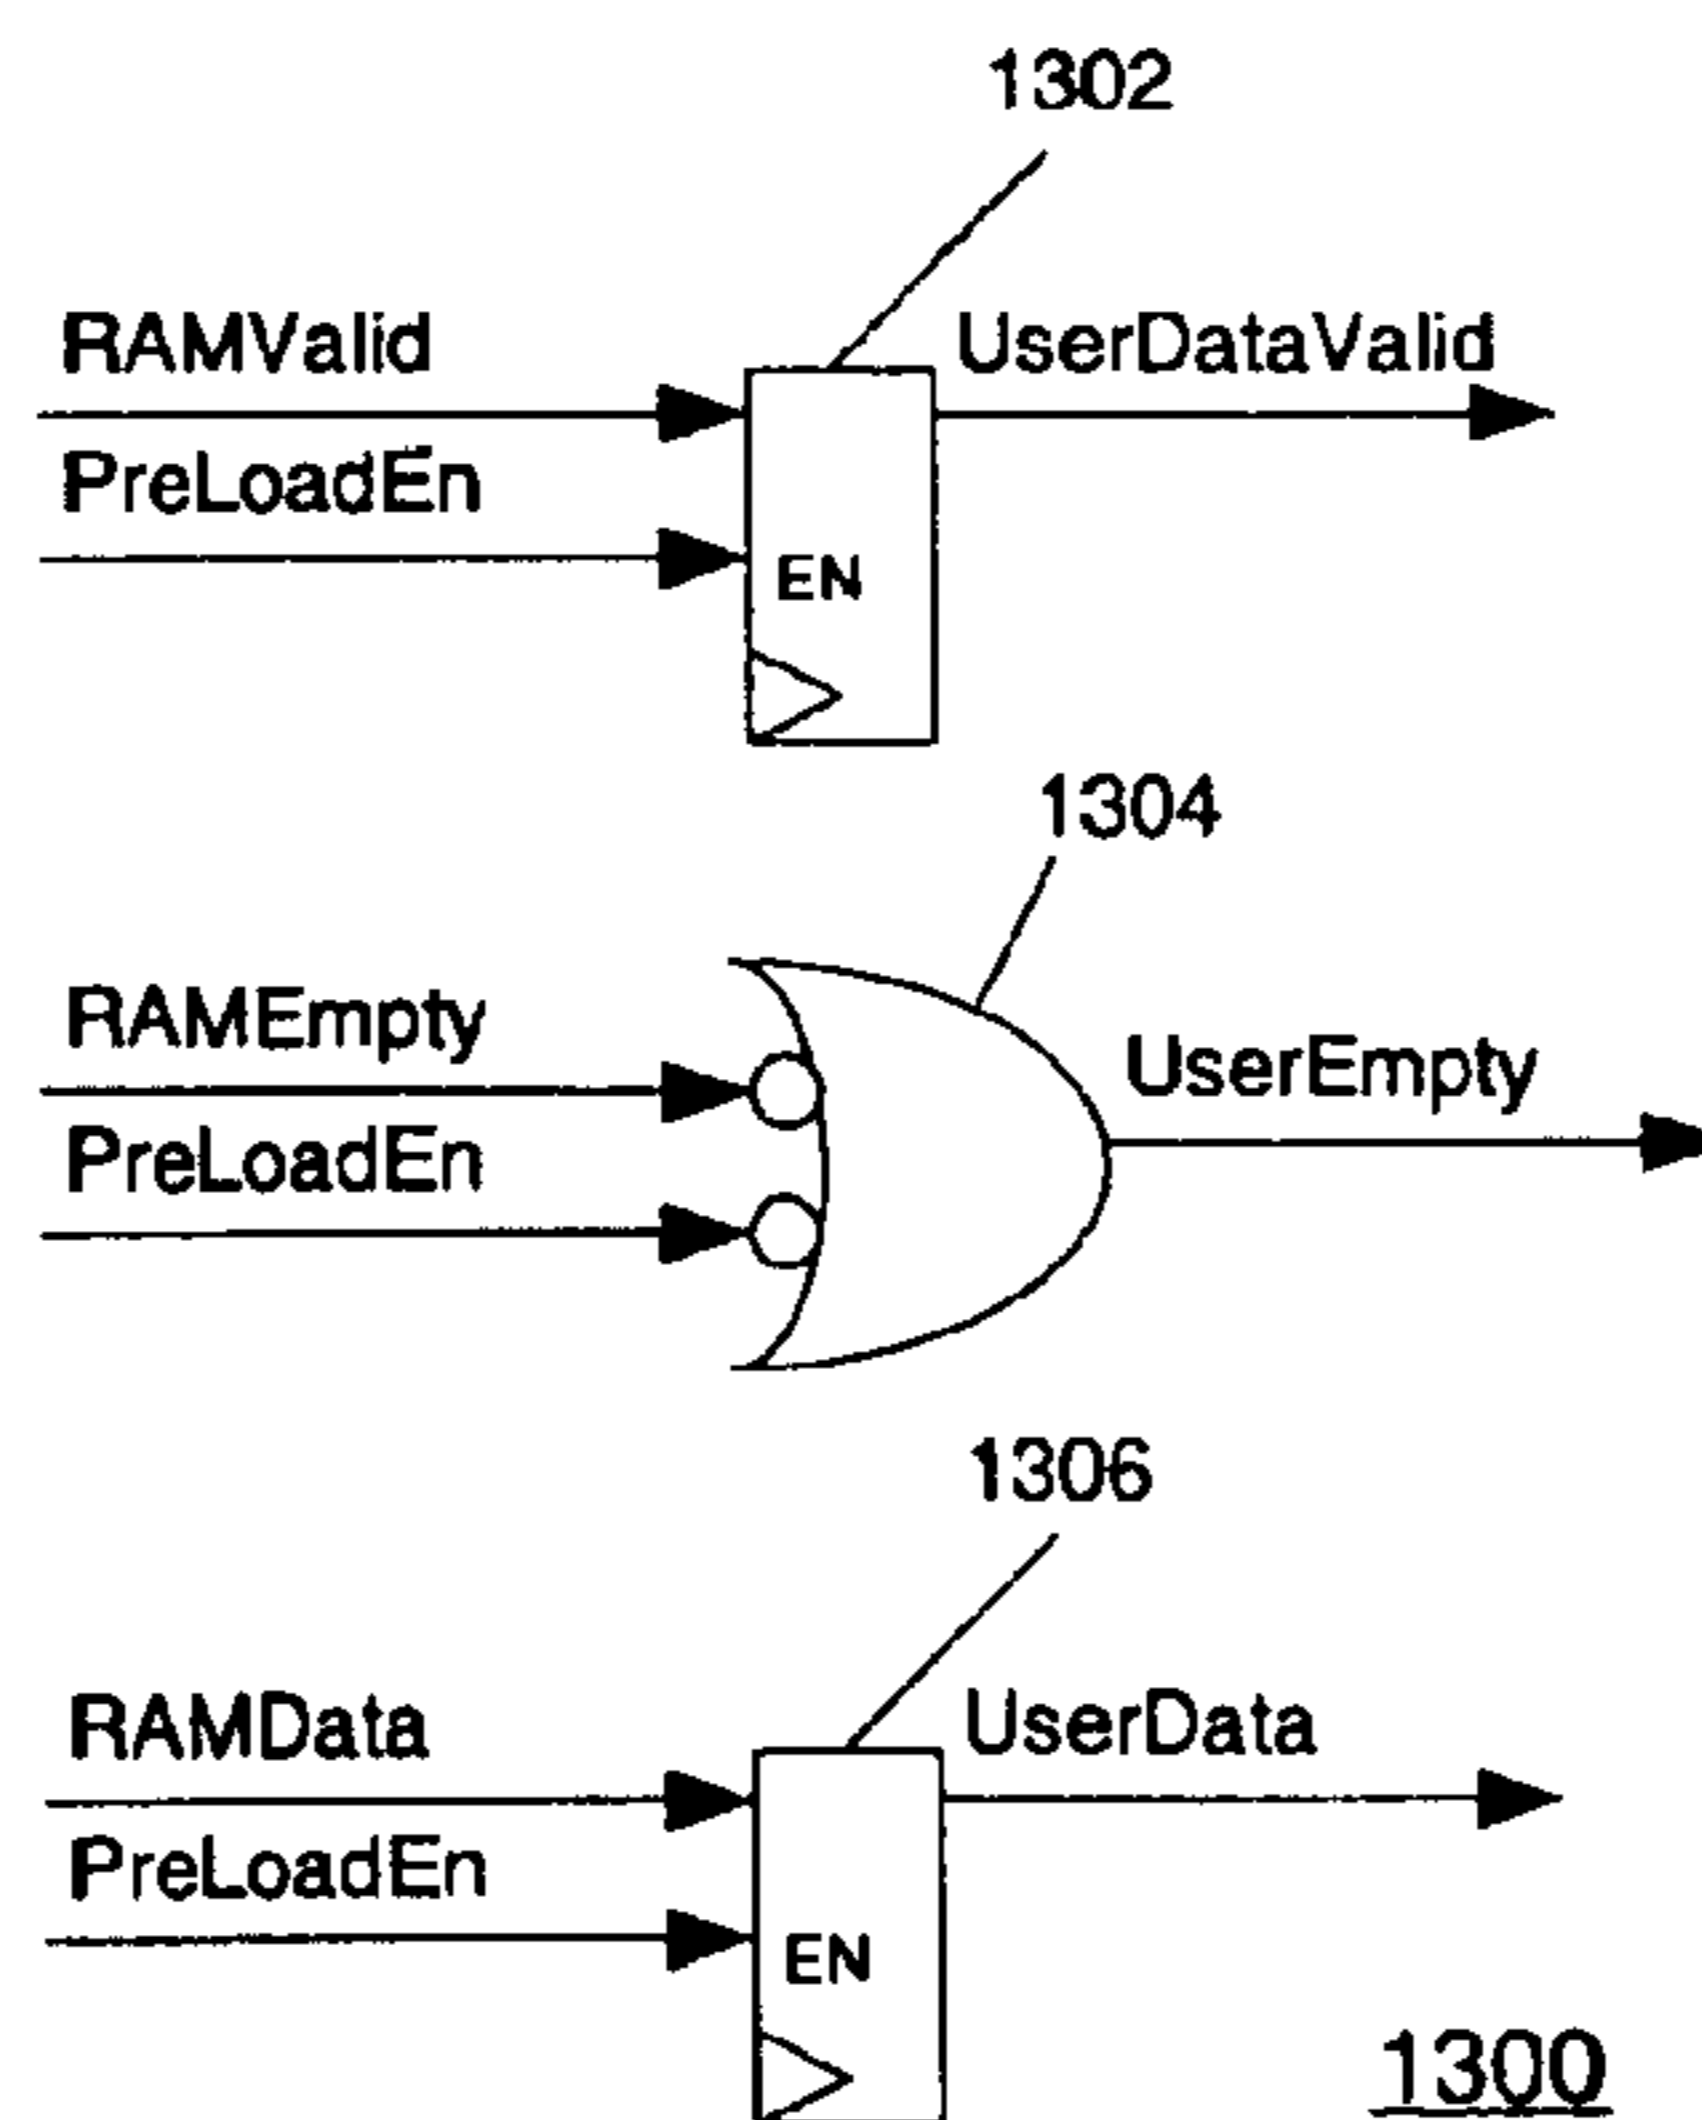 1302
RAMValid
UserDataValid
PreLoadEn
EN
1304
RAMEmpty
UserEmpty
PreLoadEn
1306
RAMData
UserData
PreLoadEn
EN
1300